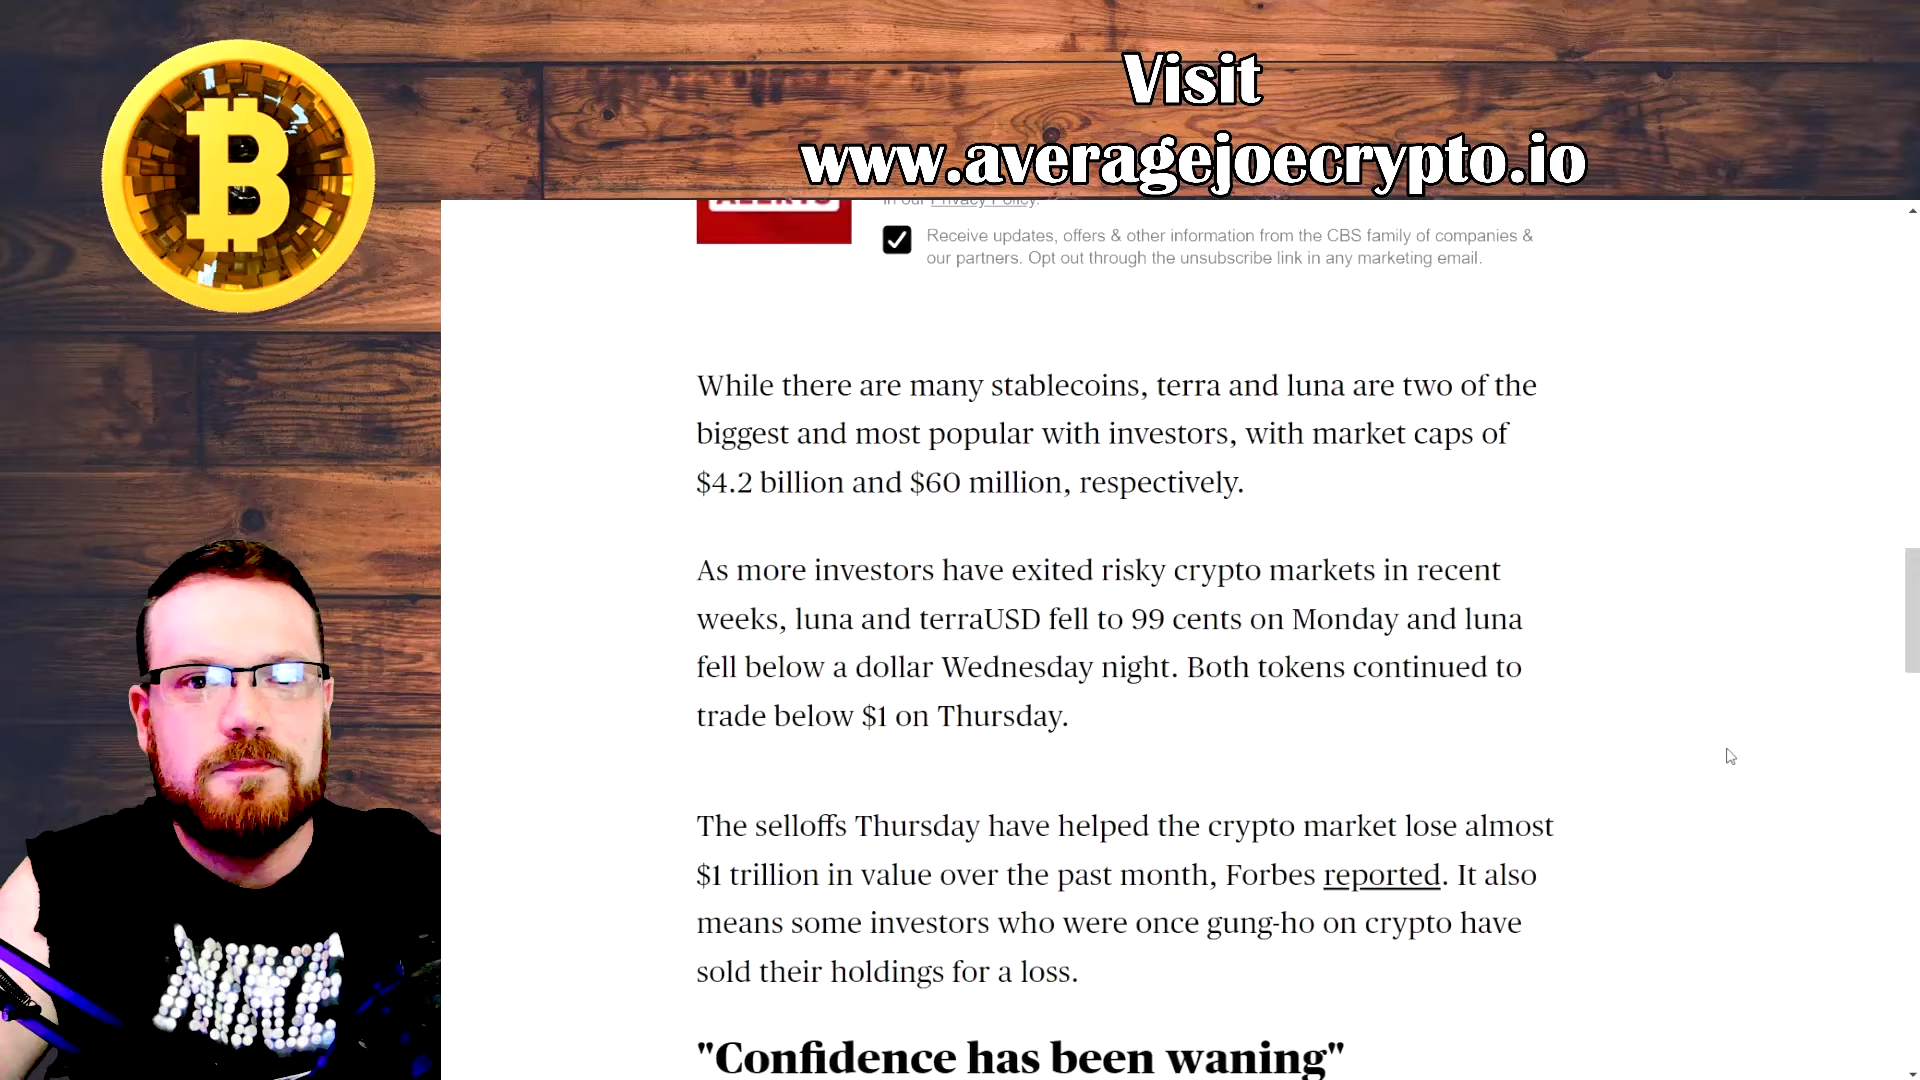 Visit
www.averagejoecrypto.io
ALERTS
in our Privacy Policy.
Receive updates, offers & other information from the CBS family of companies &
our partners. Opt out through the unsubscribe link in any marketing email.
While there are many stablecoins, terra and luna are two of the
biggest and most popular with investors, with market caps of
$4.2 billion and $60 million, respectively.
As more investors have exited risky crypto markets in recent
weeks, luna and terraUSD fell to 99 cents on Monday and luna
fell below a dollar Wednesday night. Both tokens continued to
trade below $1 on Thursday.
The selloffs Thursday have helped the crypto market lose almost
$1 trillion in value over the past month, Forbes reported. It also
means some investors who were once gung-ho on crypto have
sold their holdings for a loss.
"Confidence has been waning"